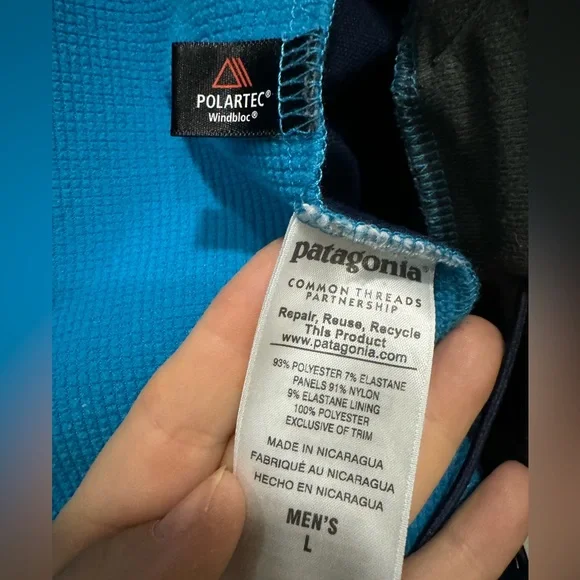 POLARTEC®
Windbloc®
patagonia®
COMMON THREADS
PARTNERSHIP
Repair, Reuse, Recycle
This Product
www.patagonia.com
93% POLYESTER 7% ELASTANE
PANELS 91% NYLON
9% ELASTANE LINING
100% POLYESTER
EXCLUSIVE OF TRIM
MADE IN NICARAGUA
FABRIQUÉ AU NICARAGUA
HECHO EN NICARAGUA
MEN'S
L